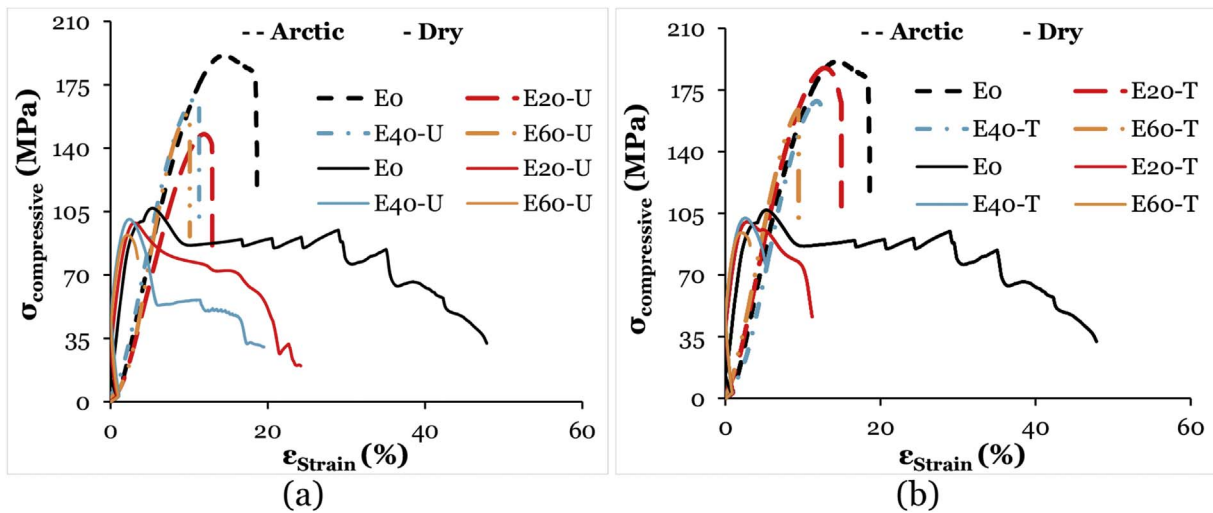 210
175
140
105
70
35
0
σcompressive (MPa)
-- Arctic - Dry
E0 E20-U
E40-U E60-U
E0 E20-U
E40-U E60-U
0 20 40 60
εStrain (%)
(a)
210
175
140
105
70
35
0
σcompressive (MPa)
-- Arctic - Dry
E0 E20-T
E40-T E60-T
E0 E20-T
E40-T E60-T
0 20 40 60
εStrain (%)
(b)